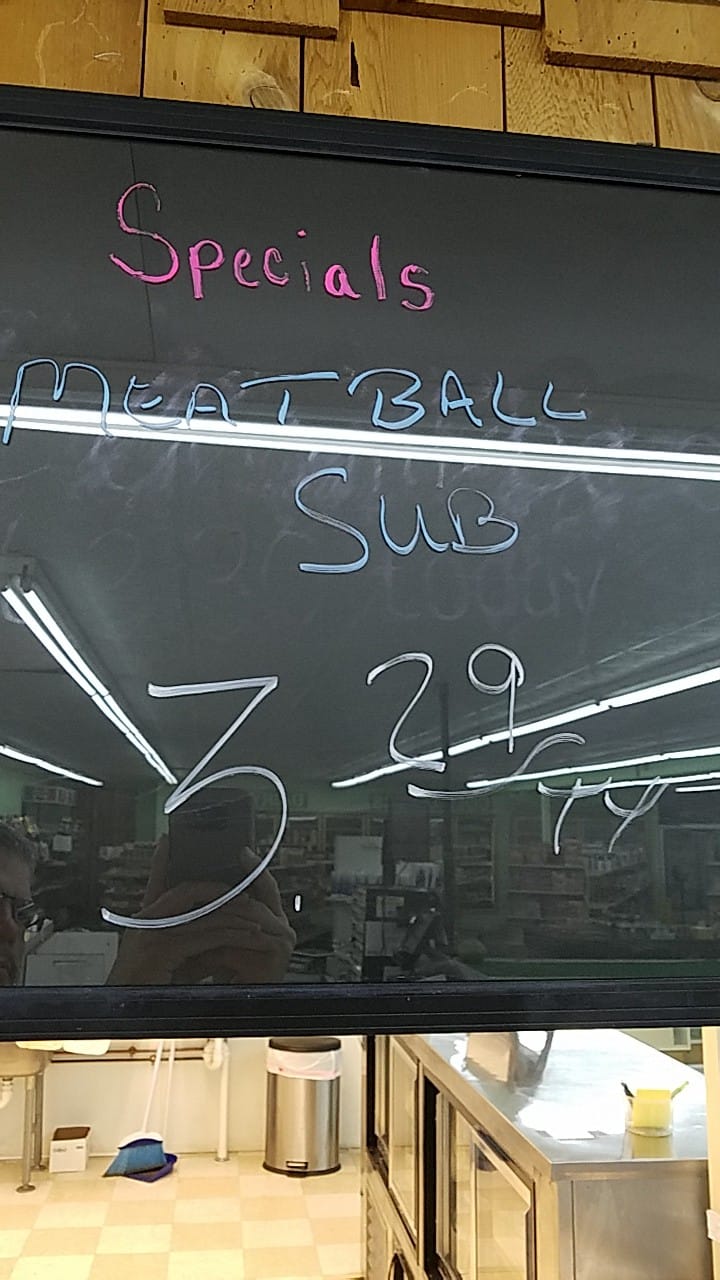 Specials
MEATBALL
SUB
3.29